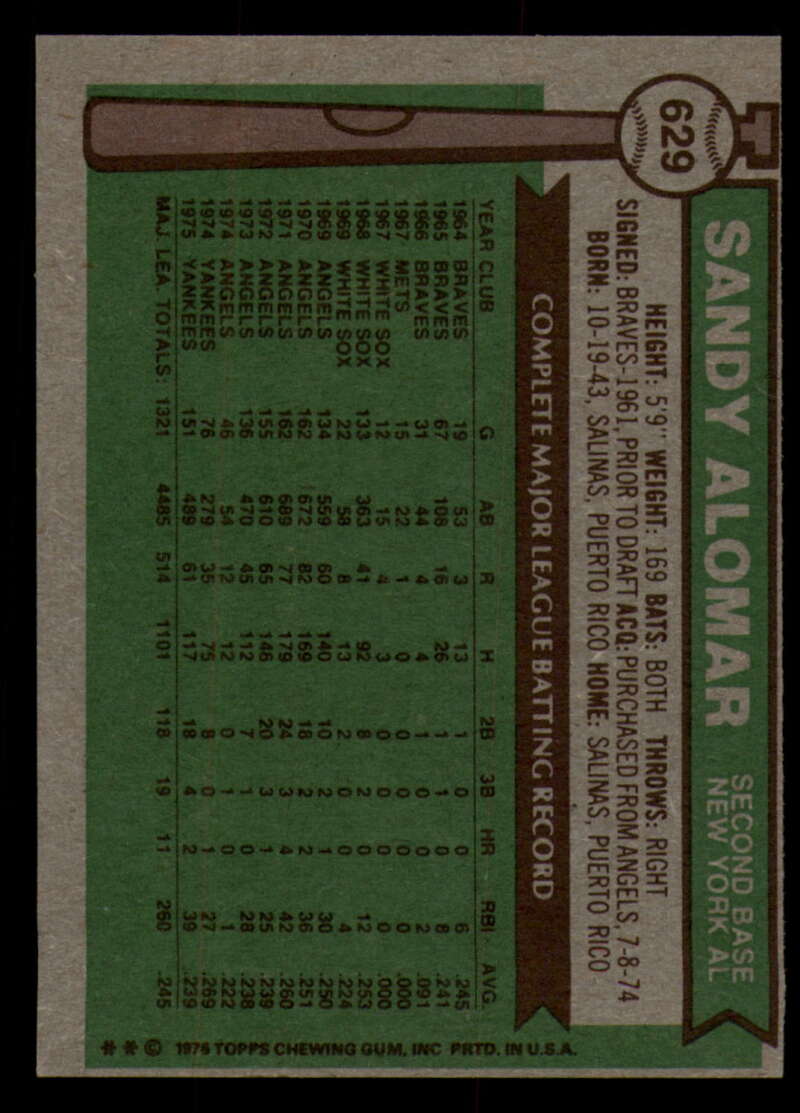 629
SANDY ALOMAR
SECOND BASE
NEW YORK AL
HEIGHT: 5'9" WEIGHT: 169 BATS: BOTH THROWS: RIGHT
SIGNED: BRAVES-1961, PRIOR TO DRAFT ACQ: PURCHASED FROM ANGELS, 7-8-74
BORN: 10-19-43, SALINAS, PUERTO RICO HOME: SALINAS, PUERTO RICO
COMPLETE MAJOR LEAGUE BATTING RECORD
YEAR CLUB G AB R H 2B 3B HR RBI AVG.
1964 BRAVES 19 53 3 13 1 0 0 6 .245
1965 BRAVES 67 108 16 26 1 1 0 8 .241
1966 BRAVES 31 44 4 4 1 0 0 2 .091
1967 METS 15 22 1 0 0 0 0 0 .000
1967 WHITE SOX 12 15 4 3 0 0 0 0 .000
1968 WHITE SOX 133 363 41 92 8 2 0 12 .253
1969 WHITE SOX 22 58 8 13 2 0 0 4 .224
1969 ANGELS 134 559 60 140 10 2 1 30 .250
1970 ANGELS 162 672 82 169 18 2 2 36 .251
1971 ANGELS 162 689 77 179 24 3 4 42 .260
1972 ANGELS 155 610 65 146 20 3 1 25 .239
1973 ANGELS 136 470 45 112 7 1 0 28 .238
1974 ANGELS 46 54 12 12 0 1 0 1 .222
1974 YANKEES 76 279 35 75 8 0 1 27 .269
1975 YANKEES 151 489 61 117 18 4 2 39 .239
MAJ. LEA. TOTALS: 1321 4485 514 1101 118 19 11 260 .245
** © 1976 TOPPS CHEWING GUM, INC. PRTD. IN U.S.A.